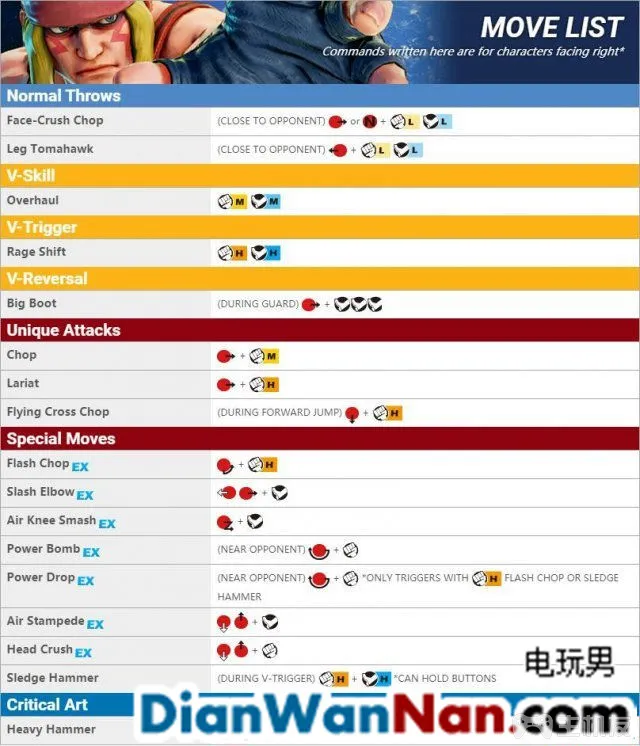 MOVE LIST
Commands written here are for characters facing right*
Normal Throws
Face-Crush Chop (CLOSE TO OPPONENT) or N + L L
Leg Tomahawk (CLOSE TO OPPONENT) + L L
V-Skill
Overhaul M M
V-Trigger
Rage Shift H H
V-Reversal
Big Boot (DURING GUARD) +
Unique Attacks
Chop + M
Lariat + H
Flying Cross Chop (DURING FORWARD JUMP) + H
Special Moves
Flash Chop EX + H
Slash Elbow EX +
Air Knee Smash EX +
Power Bomb EX (NEAR OPPONENT) +
Power Drop EX (NEAR OPPONENT) + *ONLY TRIGGERS WITH H FLASH CHOP OR SLEDGE
HAMMER
Air Stampede EX +
Head Crush EX +
电玩男
Sledge Hammer (DURING V-TRIGGER) H + H *CAN HOLD BUTTONS
Critical Art
DianWanNan.com
Heavy Hammer